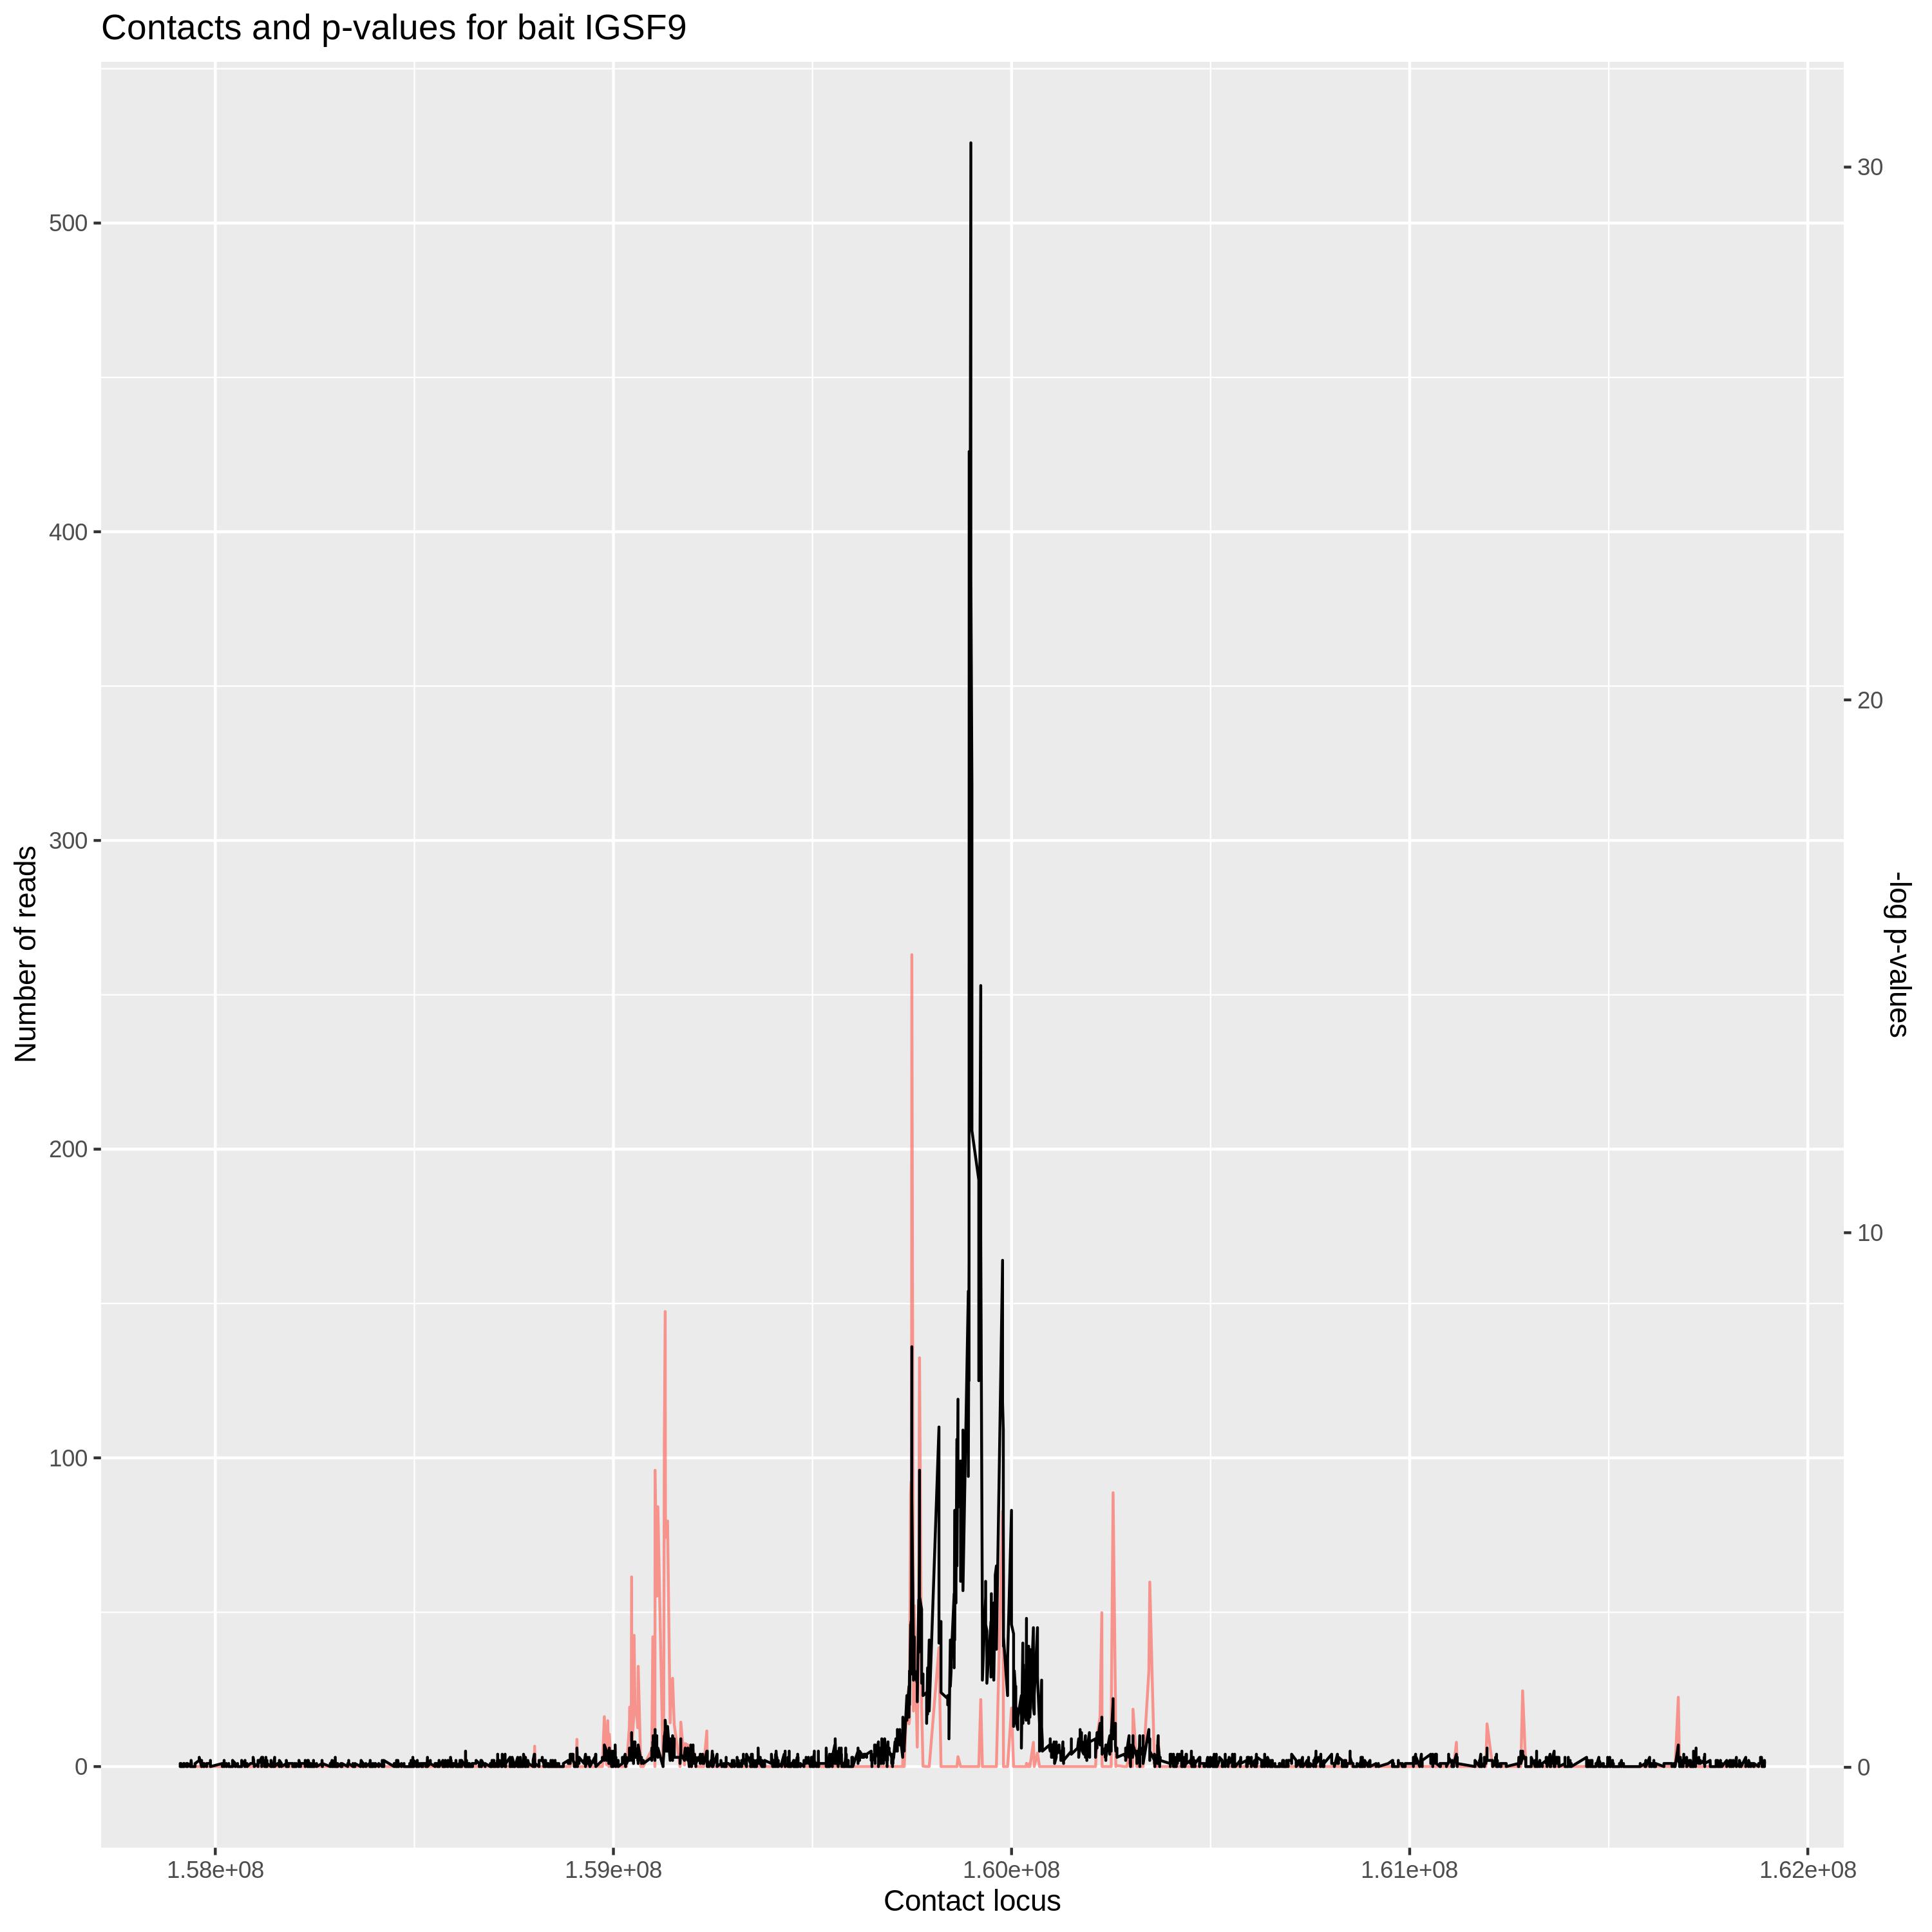 Contacts and p-values for bait IGSF9
Number of reads
500
400
300
200
100
0
30
20
10
0
-log p-values
1.58e+08 1.59e+08 1.60e+08 1.61e+08 1.62e+08
Contact locus